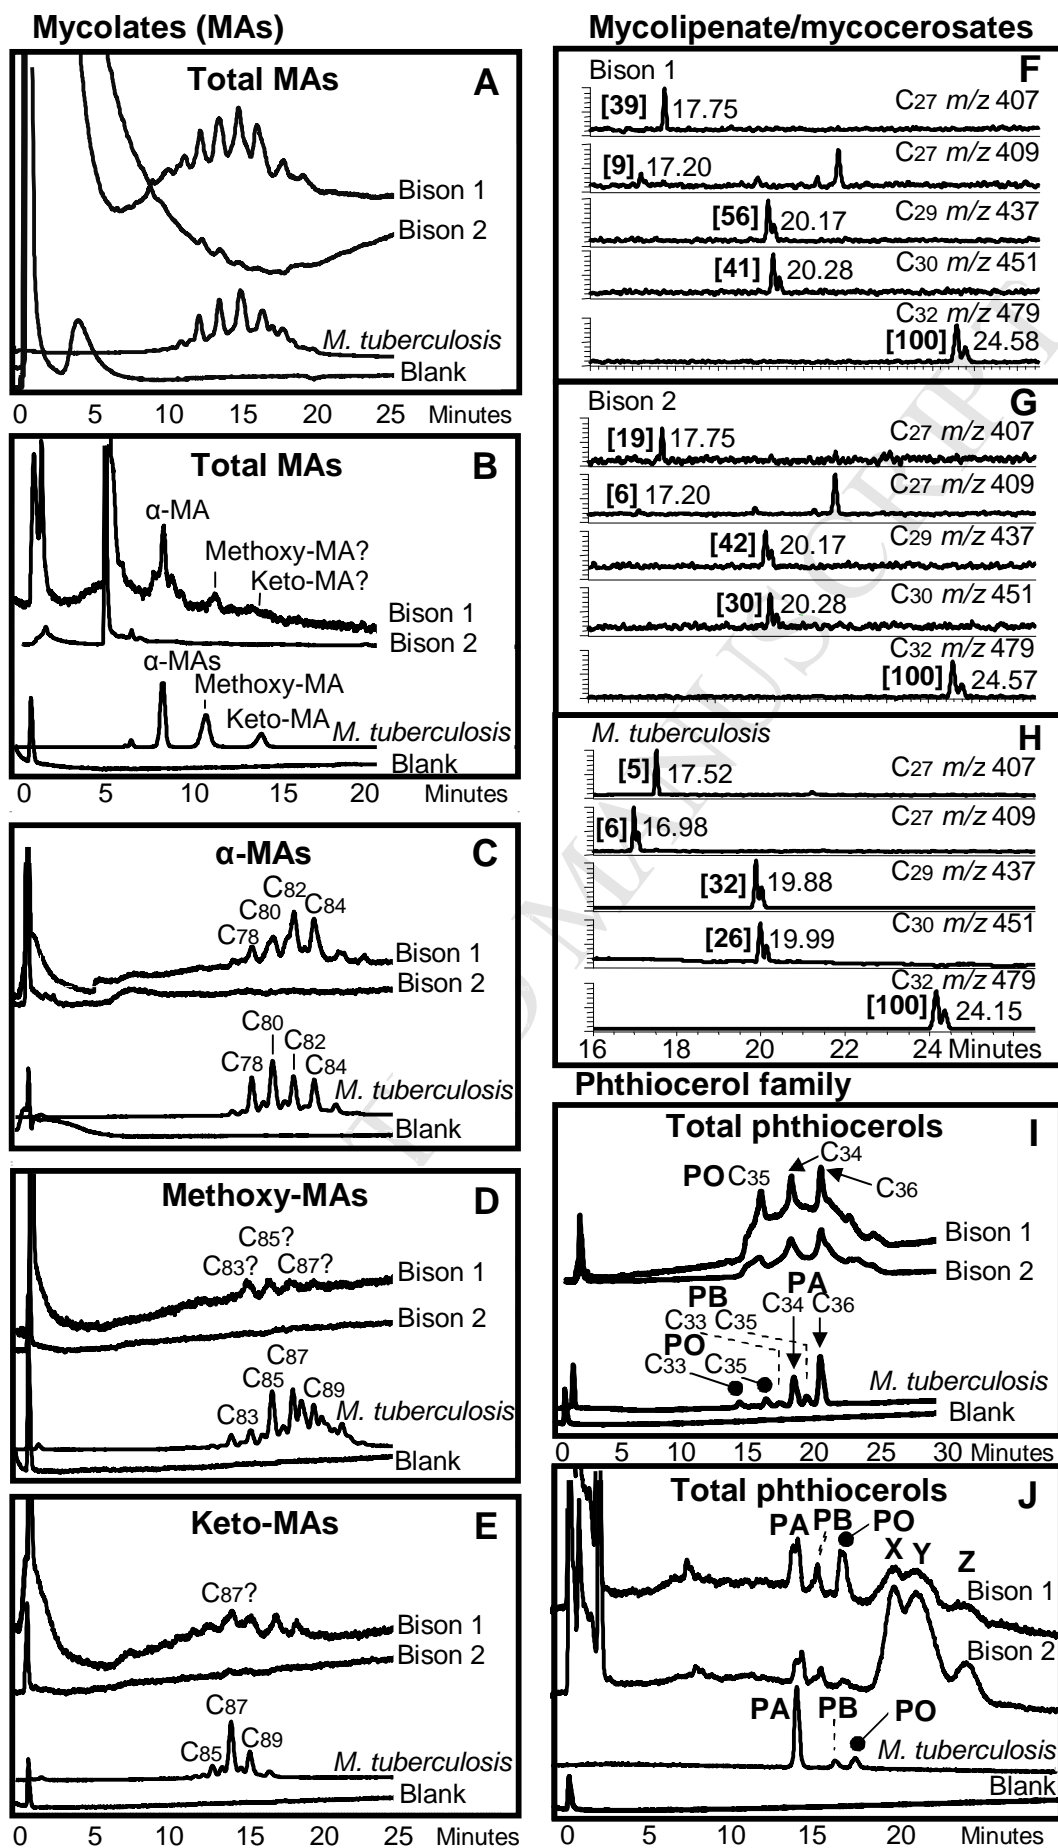 Mycolates (MAs)
Total MAs
A
Bison 1
Bison 2
M. tuberculosis
Blank
0 5 10 15 20 25 Minutes
Total MAs
B
α-MA
Methoxy-MA?
Keto-MA?
Bison 1
Bison 2
α-MAs
Methoxy-MA
Keto-MA
M. tuberculosis
Blank
0 5 10 15 20 Minutes
α-MAs
C
C82
C80 C84
C78
Bison 1
Bison 2
C80
C82
C78 C84
M. tuberculosis
Blank
Methoxy-MAs
D
C85?
C83? C87?
Bison 1
Bison 2
C87
C85
C89
C83
M. tuberculosis
Blank
Keto-MAs
E
C87?
Bison 1
Bison 2
C87
C85 C89
M. tuberculosis
Blank
0 5 10 15 20 25 Minutes
Mycolipenate/mycocerosates
Bison 1
F
[39] 17.75 C27 m/z 407
[9] 17.20 C27 m/z 409
[56] 20.17 C29 m/z 437
[41] 20.28 C30 m/z 451
C32 m/z 479
[100] 24.58
Bison 2
G
[19] 17.75 C27 m/z 407
[6] 17.20 C27 m/z 409
[42] 20.17 C29 m/z 437
[30] 20.28 C30 m/z 451
C32 m/z 479
[100] 24.57
M. tuberculosis
H
[5] 17.52 C27 m/z 407
[6] 16.98 C27 m/z 409
[32] 19.88 C29 m/z 437
[26] 19.99 C30 m/z 451
C32 m/z 479
[100] 24.15
16 18 20 22 24 Minutes
Phthiocerol family
Total phthiocerols
I
C34
PO C35
C36
Bison 1
Bison 2
PA
PB C34 C36
C33 C35
PO
C33 C35
M. tuberculosis
Blank
0 5 10 15 20 25 30 Minutes
Total phthiocerols
J
PA PB PO
X Y Z
Bison 1
Bison 2
PA PB PO
M. tuberculosis
Blank
0 5 10 15 20 Minutes